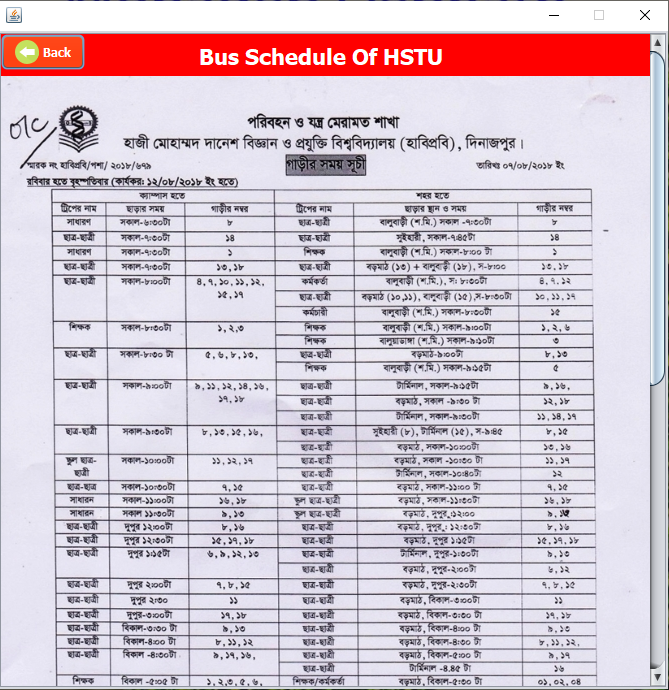 Back
Bus Schedule Of HSTU
পরিবহন ও যন্ত্র মেরামত শাখা
হাজী মোহাম্মদ দানেশ বিজ্ঞান ও প্রযুক্তি বিশ্ববিদ্যালয় (হাবিপ্রবি), দিনাজপুর।
স্মারক নং হাবিপ্রবি/পশা/ ২০১৮/৬৭৯ গাড়ীর সময় সূচী তারিখঃ ০৭/০৮/২০১৮ ইং
রবিবার হতে বৃহস্পতিবার (কার্যকর: ১২/০৮/২০১৮ ইং হতে)
ক্যাম্পাস হতে শহর হতে
ট্রিপের নাম ছাড়ার সময় গাড়ীর নম্বর ট্রিপের নাম ছাড়ার স্থান ও সময় গাড়ীর নম্বর
সাধারণ সকাল-৬:৩০টা ৮ ছাত্র-ছাত্রী বালুবাড়ী (শ.মি.) সকাল -৭:৩০টা ৮
ছাত্র-ছাত্রী সকাল-৭:৩০টা ১৪ ছাত্র-ছাত্রী সুইহারী, সকাল-৭:৪৫টা ১৪
সাধারণ সকাল-৭:৩০টা ১ শিক্ষক বালুবাড়ী (শ.মি.) সকাল-৮:০০ টা ১
ছাত্র-ছাত্রী সকাল-৭:৩০টা ১৩,১৮ ছাত্র-ছাত্রী বড়মাঠ (১৩) + বালুবাড়ী (১৮), স-৮:০০ ১৩,১৮
ছাত্র-ছাত্রী সকাল-৮:০০টা ৪,৭,১০,১১,১২, কর্মকর্তা বালুবাড়ী (শ.মি.), স: ৮:৩০টা ৪,৭,১২
১৫,১৭ ছাত্র-ছাত্রী বড়মাঠ (১০,১১), বালুবাড়ী (১৫),স-৮:৩০টা ১০,১১,১৭
কর্মচারী বালুবাড়ী (শ.মি.) সকাল-৮:৩০টা ১৫
শিক্ষক সকাল-৮:৩০টা ১,২,৩ শিক্ষক বালুবাড়ী (শ.মি.) সকাল-৯:০০টা ১,২,৬
শিক্ষক বালুয়াডাঙ্গা (শ.মি.) সকাল-৯:১০টা ৩
ছাত্র-ছাত্রী সকাল-৮:৩০ টা ৫,৬,৮,১৩, ছাত্র-ছাত্রী বড়মাঠ-৯:০০টা ৮,১৩
শিক্ষক বালুবাড়ী (শ.মি.) সকাল-৯:১৫টা ৫
ছাত্র-ছাত্রী সকাল-৯:০০টা ৯,১১,১২,১৪,১৬, ছাত্র-ছাত্রী টার্মিনাল, সকাল-৯:১৫টা ৯,১৬,
১৭,১৮ ছাত্র-ছাত্রী বড়মাঠ, সকাল -৯:৩০ টা ১২,১৮
ছাত্র-ছাত্রী টার্মিনাল, সকাল-৯:৩০টা ১১,১৪,১৭
ছাত্র-ছাত্রী সকাল-৯:৩০টা ৮,১৩,১৫,১৬, ছাত্র-ছাত্রী সুইহারী (৮), টার্মিনাল (১৫), স-৯:৪৫ ৮,১৫
ছাত্র-ছাত্রী বড়মাঠ, সকাল-১০:০০টা ১৩,১৬
স্কুল ছাত্র- সকাল-১০:০০টা ১১,১২,১৭ ছাত্র-ছাত্রী বড়মাঠ, সকাল -১০:৩০ টা ১১,১৭
ছাত্রী ছাত্র-ছাত্রী টার্মিনাল, সকাল-১০:৪০টা ১২
ছাত্র-ছাত্র সকাল-১০:৩০টা ৭,১৫ ছাত্র-ছাত্রী বড়মাঠ, সকাল-১১:০০ টা ৭,১৫
সাধারন সকাল-১১:০০টা ১৬,১৮ স্কুল ছাত্র-ছাত্রী বড়মাঠ, সকাল-১১:৩০টা ১৬,১৮
সাধারন সকাল-১১:৩০টা ৯,১৩ স্কুল ছাত্র-ছাত্রী বড়মাঠ, দুপুর,:১২:০০ ৯,
ছাত্র-ছাত্রী দুপুর ১২:০০টা ৮,১৬ ছাত্র-ছাত্রী বড়মাঠ, দুপুর,: ১২:৩০টা ৮,১৬
ছাত্র-ছাত্রী দুপুর ১২:৩০টা ১৫,১৭,১৮ ছাত্র-ছাত্রী বড়মাঠ, দুপুর ১:১৫টা ১৫,১৭,১৮
ছাত্র-ছাত্রী দুপুর ১:১৫টা ৬,৯,১২,১৩ ছাত্র-ছাত্রী টার্মিনাল, দুপুর-১:৩০টা ৯,১৩
ছাত্র-ছাত্রী বড়মাঠ, দুপুর-২:০০টা ৬,১২
ছাত্র-ছাত্রী দুপুর ২:০০টা ৭,৮,১৫ ছাত্র-ছাত্রী বড়মাঠ, দুপুর-২:৩০টা ৭,৮,১৫
ছাত্র-ছাত্রী দুপুর ২:৩০ ১১ ছাত্র-ছাত্রী বড়মাঠ, বিকাল-৩:০০টা ১১
ছাত্র-ছাত্রী দুপুর-৩:০০টা ১৭,১৮ ছাত্র-ছাত্রী বড়মাঠ, বিকাল-৩:৩০ টা ১৭,১৮
ছাত্র-ছাত্রী বিকাল-৩:৩০ টা ৯,১৩ ছাত্র-ছাত্রী বড়মাঠ, বিকাল-৪:০০ টা ৯,১৩
ছাত্র-ছাত্রী বিকাল-৪:০০ টা ৮,১১,১২ ছাত্র-ছাত্রী বড়মাঠ, বিকাল-৪:৩০ টা ৮,১১,১২,
ছাত্র-ছাত্রী বিকাল-৪:৩০টা ৯,১৭,১৬, ছাত্র-ছাত্রী বড়মাঠ, বিকাল-৫:০০ টা ৯,১৭
ছাত্র-ছাত্রী টার্মিনাল -৪.৪৫ টা ১৬
শিক্ষক বিকাল -৫:০৫ টা ১,২,৩,৫,৬, শিক্ষক/কর্মকর্তা বড়মাঠ, বিকাল-৫:৩০ টা ০১,০২,০৪